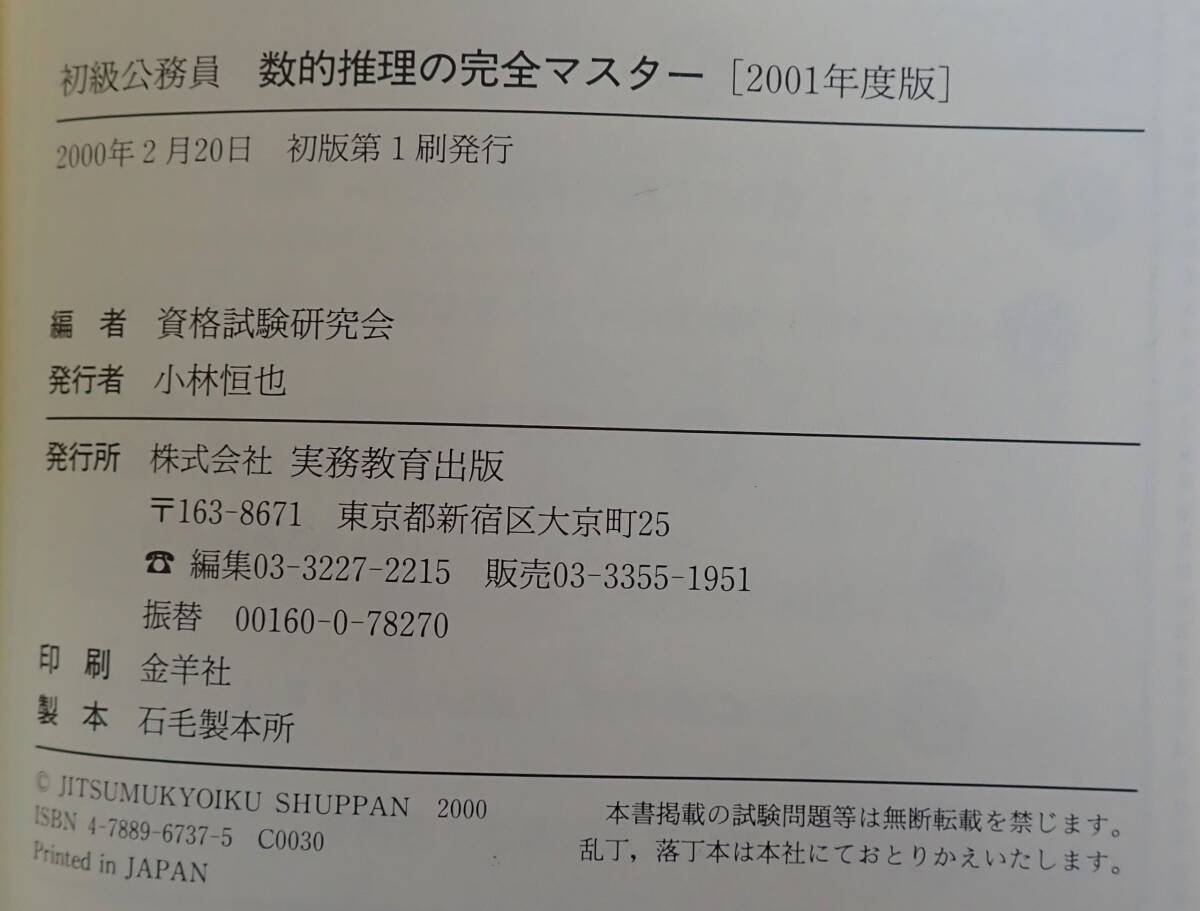 初級公務員　数的推理の完全マスター［2001年度版］
2000年２月20日　初版第１刷発行
編　者　資格試験研究会
発行者　小林恒也
発行所　株式会社 実務教育出版
〒163-8671　東京都新宿区大京町25
☎ 編集03-3227-2215　販売03-3355-1951
振替　00160-0-78270
印　刷　金羊社
製　本　石毛製本所
© JITSUMUKYOIKU SHUPPAN　2000
ISBN 4-7889-6737-5　C0030
Printed in JAPAN
本書掲載の試験問題等は無断転載を禁じます。
乱丁，落丁本は本社にておとりかえいたします。